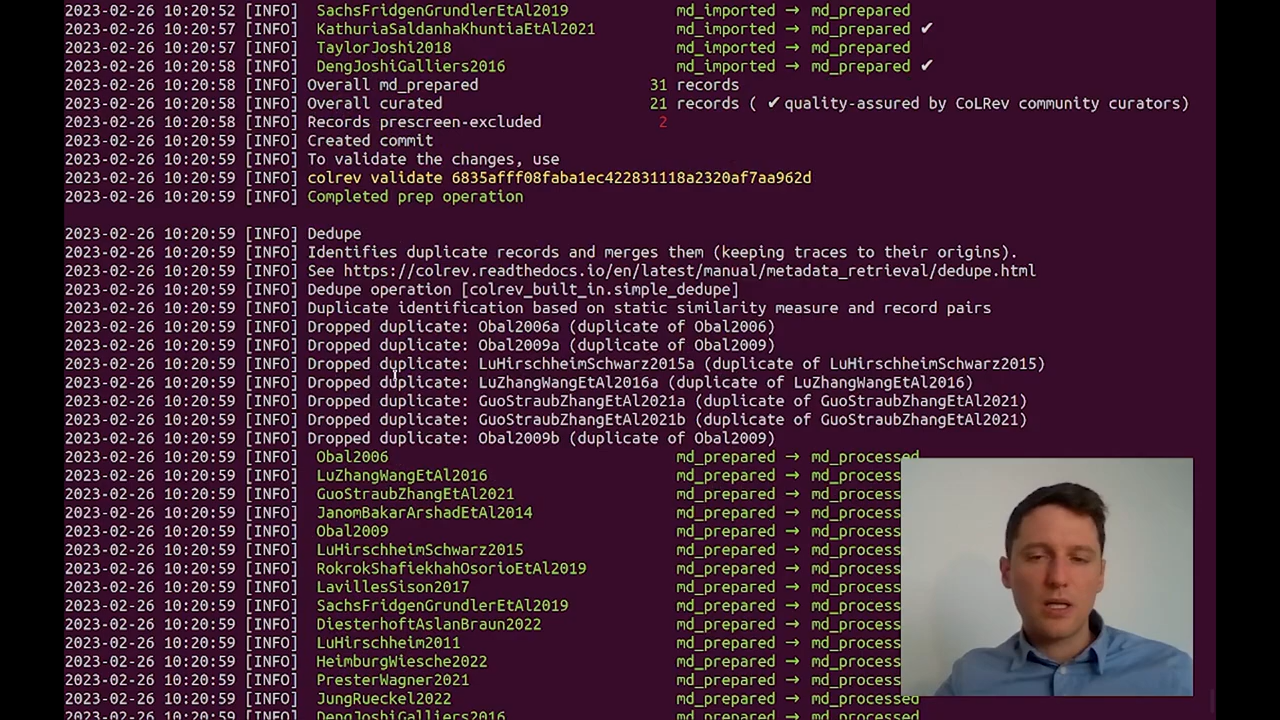 2023-02-26 10:20:52 [INFO] SachsFridgenGrundlerEtAl2019 md_imported → md_prepared
2023-02-26 10:20:57 [INFO] KathuriaSaldanhaKhuntiaEtAl2021 md_imported → md_prepared ✔
2023-02-26 10:20:57 [INFO] TaylorJoshi2018 md_imported → md_prepared
2023-02-26 10:20:58 [INFO] DengJoshiGalliers2016 md_imported → md_prepared ✔
2023-02-26 10:20:58 [INFO] Overall md_prepared 31 records
2023-02-26 10:20:58 [INFO] Overall curated 21 records ( ✔ quality-assured by CoLRev community curators)
2023-02-26 10:20:58 [INFO] Records prescreen-excluded 2
2023-02-26 10:20:59 [INFO] Created commit
2023-02-26 10:20:59 [INFO] To validate the changes, use
2023-02-26 10:20:59 [INFO] colrev validate 6835afff08faba1ec422831118a2320af7aa962d
2023-02-26 10:20:59 [INFO] Completed prep operation
2023-02-26 10:20:59 [INFO] Dedupe
2023-02-26 10:20:59 [INFO] Identifies duplicate records and merges them (keeping traces to their origins).
2023-02-26 10:20:59 [INFO] See https://colrev.readthedocs.io/en/latest/manual/metadata_retrieval/dedupe.html
2023-02-26 10:20:59 [INFO] Dedupe operation [colrev_built_in.simple_dedupe]
2023-02-26 10:20:59 [INFO] Duplicate identification based on static similarity measure and record pairs
2023-02-26 10:20:59 [INFO] Dropped duplicate: Obal2006a (duplicate of Obal2006)
2023-02-26 10:20:59 [INFO] Dropped duplicate: Obal2009a (duplicate of Obal2009)
2023-02-26 10:20:59 [INFO] Dropped duplicate: LuHirschheimSchwarz2015a (duplicate of LuHirschheimSchwarz2015)
2023-02-26 10:20:59 [INFO] Dropped duplicate: LuZhangWangEtAl2016a (duplicate of LuZhangWangEtAl2016)
2023-02-26 10:20:59 [INFO] Dropped duplicate: GuoStraubZhangEtAl2021a (duplicate of GuoStraubZhangEtAl2021)
2023-02-26 10:20:59 [INFO] Dropped duplicate: GuoStraubZhangEtAl2021b (duplicate of GuoStraubZhangEtAl2021)
2023-02-26 10:20:59 [INFO] Dropped duplicate: Obal2009b (duplicate of Obal2009)
2023-02-26 10:20:59 [INFO] Obal2006 md_prepared → md_processed
2023-02-26 10:20:59 [INFO] LuZhangWangEtAl2016 md_prepared → md_process
2023-02-26 10:20:59 [INFO] GuoStraubZhangEtAl2021 md_prepared → md_process
2023-02-26 10:20:59 [INFO] JanomBakarArshadEtAl2014 md_prepared → md_process
2023-02-26 10:20:59 [INFO] Obal2009 md_prepared → md_process
2023-02-26 10:20:59 [INFO] LuHirschheimSchwarz2015 md_prepared → md_process
2023-02-26 10:20:59 [INFO] RokrokShafiekhahOsorioEtAl2019 md_prepared → md_process
2023-02-26 10:20:59 [INFO] LavillesSison2017 md_prepared → md_process
2023-02-26 10:20:59 [INFO] SachsFridgenGrundlerEtAl2019 md_prepared → md_process
2023-02-26 10:20:59 [INFO] DiesterhoftAslanBraun2022 md_prepared → md_process
2023-02-26 10:20:59 [INFO] LuHirschheim2011 md_prepared → md_process
2023-02-26 10:20:59 [INFO] HeimburgWiesche2022 md_prepared → md_process
2023-02-26 10:20:59 [INFO] PresterWagner2021 md_prepared → md_process
2023-02-26 10:20:59 [INFO] JungRueckel2022 md_prepared → md_processed
2023-02-26 10:20:59 [INFO] DengJoshiGalliers2016 md_prepared → md_processed